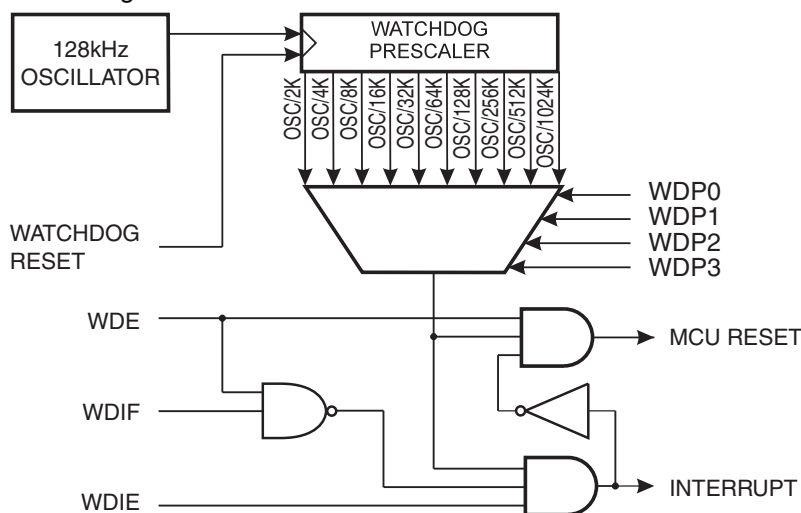 128kHz
OSCILLATOR
WATCHDOG
PRESCALER
OSC/2K
OSC/4K
OSC/8K
OSC/16K
OSC/32K
OSC/64K
OSC/128K
OSC/256K
OSC/512K
OSC/1024K
WDP0
WDP1
WDP2
WDP3
WATCHDOG
RESET
WDE
MCU RESET
WDIF
INTERRUPT
WDIE